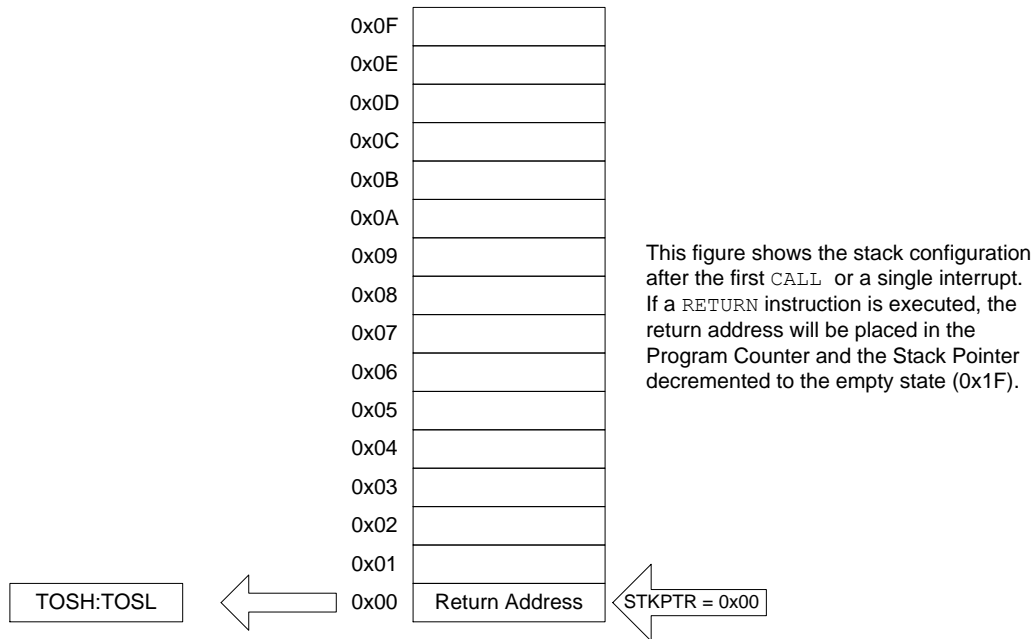 0x0F
0x0E
0x0D
0x0C
0x0B
0x0A
0x09
0x08
0x07
0x06
0x05
0x04
0x03
0x02
0x01
TOSH:TOSL 0x00 Return Address STKPTR = 0x00
This figure shows the stack configuration
after the first CALL or a single interrupt.
If a RETURN instruction is executed, the
return address will be placed in the
Program Counter and the Stack Pointer
decremented to the empty state (0x1F).